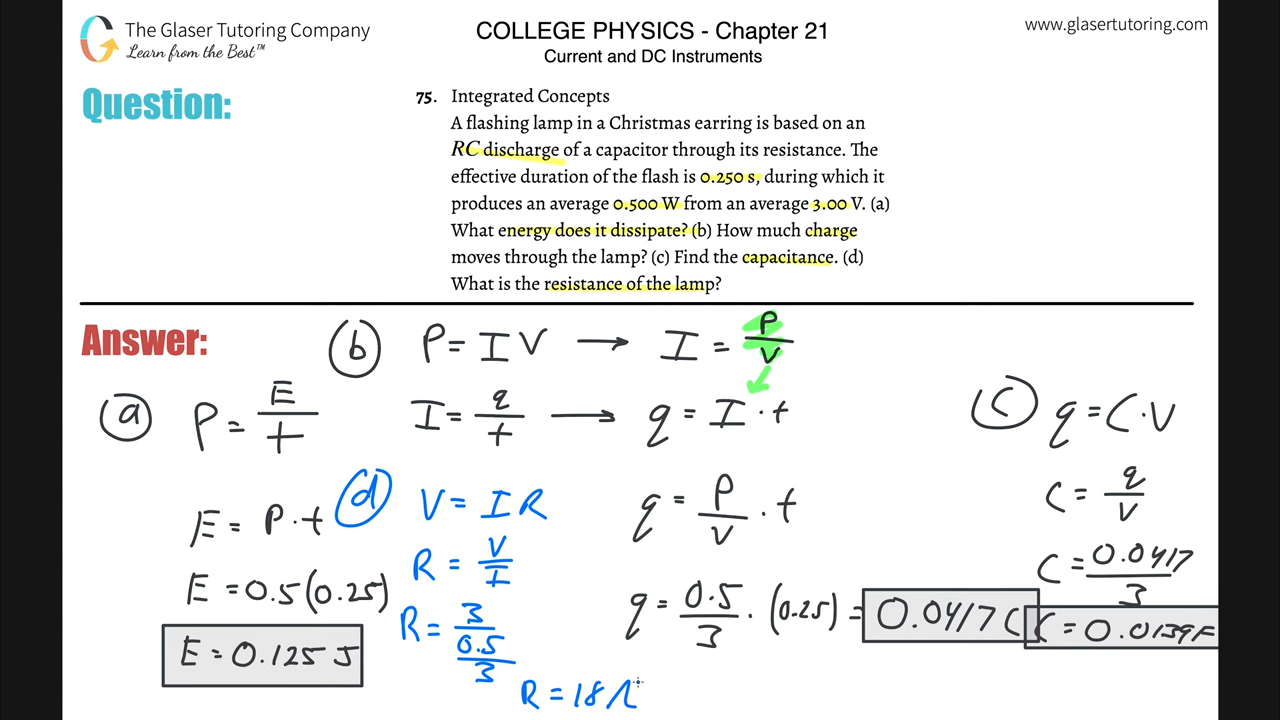 The Glaser Tutoring Company
Learn from the Best™
COLLEGE PHYSICS - Chapter 21
Current and DC Instruments
www.glasertutoring.com
Question:
75. Integrated Concepts
A flashing lamp in a Christmas earring is based on an
RC discharge of a capacitor through its resistance. The
effective duration of the flash is 0.250 s, during which it
produces an average 0.500 W from an average 3.00 V. (a)
What energy does it dissipate? (b) How much charge
moves through the lamp? (c) Find the capacitance. (d)
What is the resistance of the lamp?
Answer:
(a) P = E/t
E = P · t
E = 0.5(0.25)
E = 0.125 J
(b) P = I V → I = P/V
I = q/t → q = I · t
q = P/V · t
q = 0.5/3 · (0.25) = 0.0417 C
(c) q = C · V
C = q/V
C = 0.0417/3
C = 0.0139 F
(d) V = I R
R = V/I
R = 3/(0.5/3)
R = 18